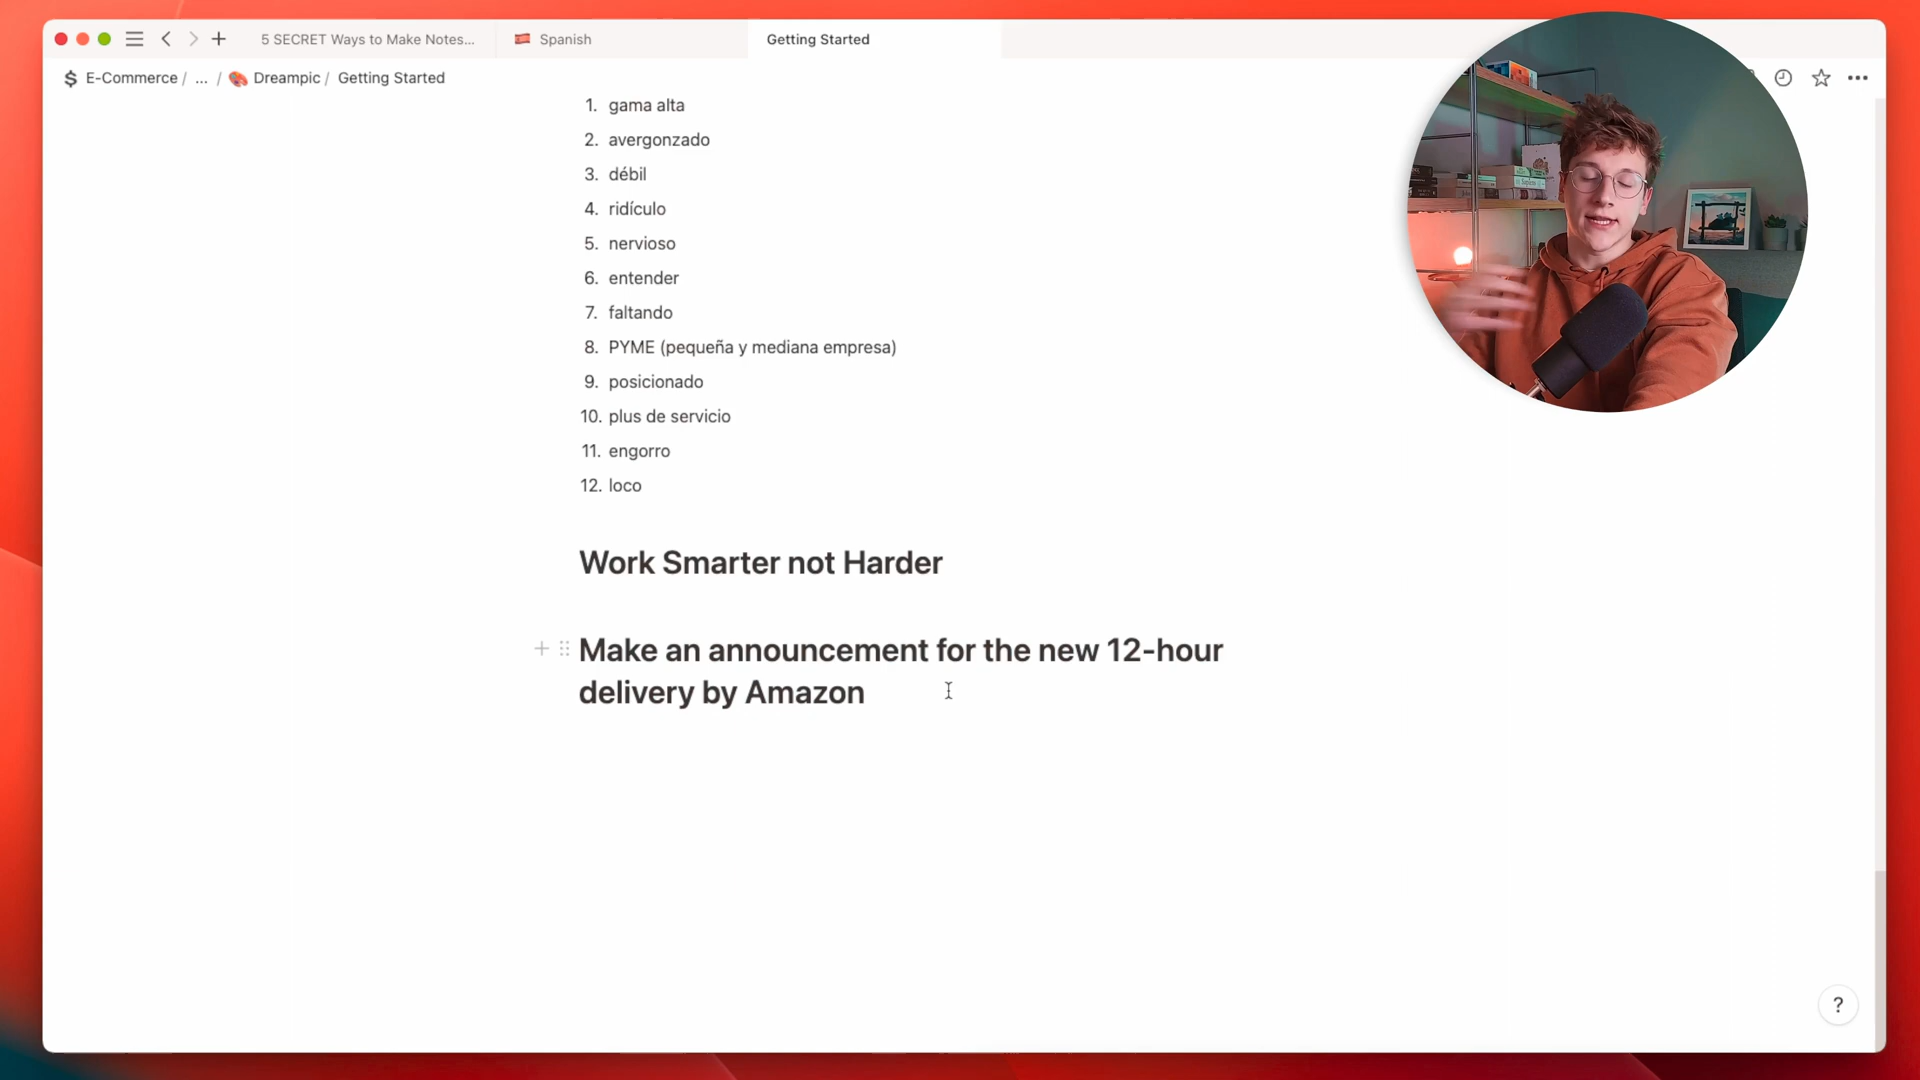 5 SECRET Ways to Make Notes...
Spanish
Getting Started
E-Commerce / ... / Dreampic / Getting Started
1. gama alta
2. avergonzado
3. débil
4. ridículo
5. nervioso
6. entender
7. faltando
8. PYME (pequeña y mediana empresa)
9. posicionado
10. plus de servicio
11. engorro
12. loco
Work Smarter not Harder
Make an announcement for the new 12-hour
delivery by Amazon
?